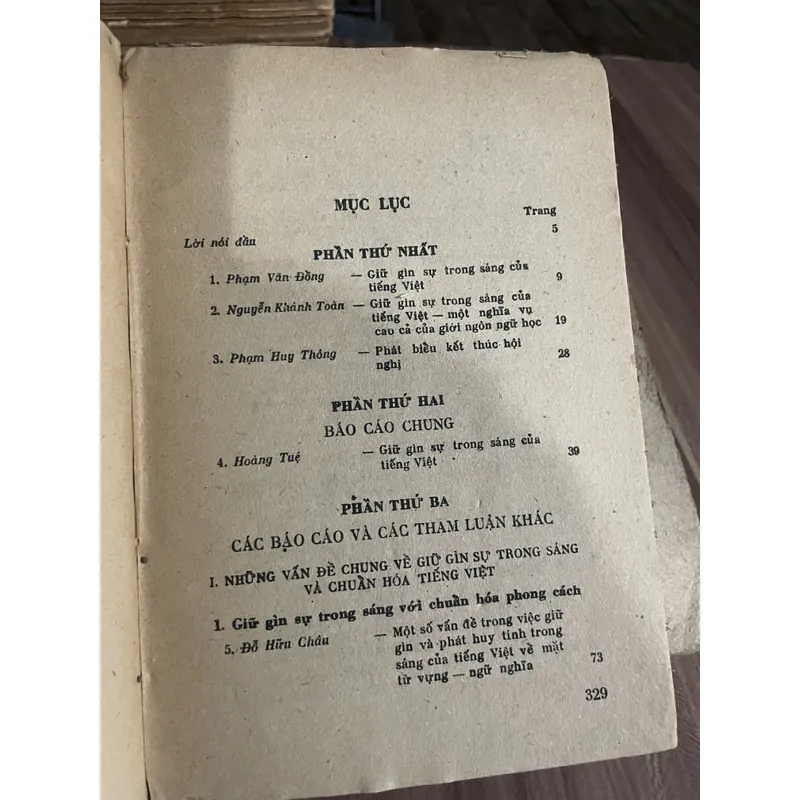 MỤC LỤC
Trang
Lời nói đầu 5
PHẦN THỨ NHẤT
1. Phạm Văn Đồng — Giữ gìn sự trong sáng của
tiếng Việt 9
2. Nguyễn Khánh Toàn — Giữ gìn sự trong sáng của
tiếng Việt — một nghĩa vụ
cao cả của giới ngôn ngữ học 19
3. Phạm Huy Thông — Phát biểu kết thúc hội
nghị 28
PHẦN THỨ HAI
BÁO CÁO CHUNG
4. Hoàng Tuệ — Giữ gìn sự trong sáng của
tiếng Việt 39
PHẦN THỨ BA
CÁC BÁO CÁO VÀ CÁC THAM LUẬN KHÁC
I. NHỮNG VẤN ĐỀ CHUNG VỀ GIỮ GÌN SỰ TRONG SÁNG
VÀ CHUẨN HÓA TIẾNG VIỆT
1. Giữ gìn sự trong sáng với chuẩn hóa phong cách
5. Đỗ Hữu Châu — Một số vấn đề trong việc giữ
gìn và phát huy tính trong
sáng của tiếng Việt về mặt
từ vựng — ngữ nghĩa 73
329